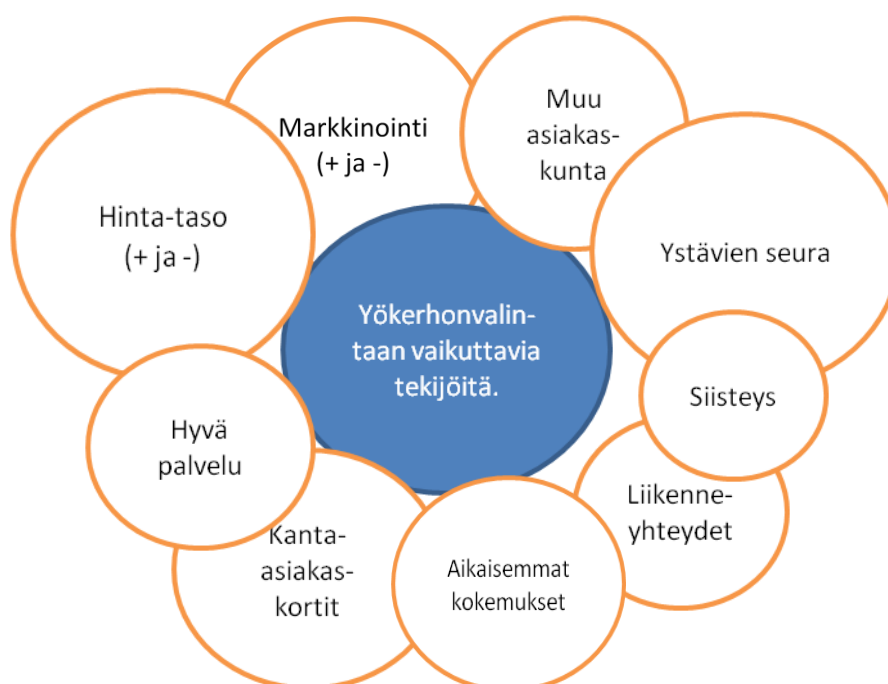 Markkinointi
(+ ja -)
Muu
asiakas-
kunta
Hinta-taso
(+ ja -)
Ystävien seura
Yökerhonvalin-
taan vaikuttavia
tekijöitä.
Siisteys
Hyvä
palvelu
Liikenne-
yhteydet
Kanta-
asiakas-
kortit
Aikaisemmat
kokemukset